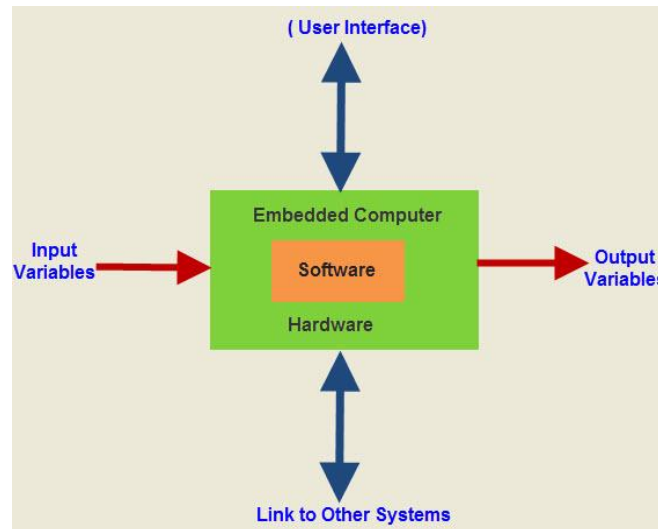 ( User Interface)
Embedded Computer
Input
Variables
Software
Output
Variables
Hardware
Link to Other Systems